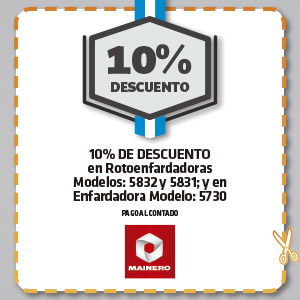 10%
DESCUENTO
10% DE DESCUENTO
en Rotoenfardadoras
Modelos: 5832 y 5831; y en
Enfardadora Modelo: 5730
PAGO AL CONTADO
MAINERO